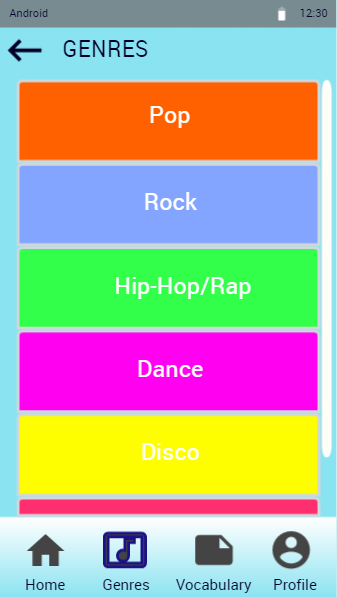 Android 12:30
GENRES
Pop
Rock
Hip-Hop/Rap
Dance
Disco
Home Genres Vocabulary Profile